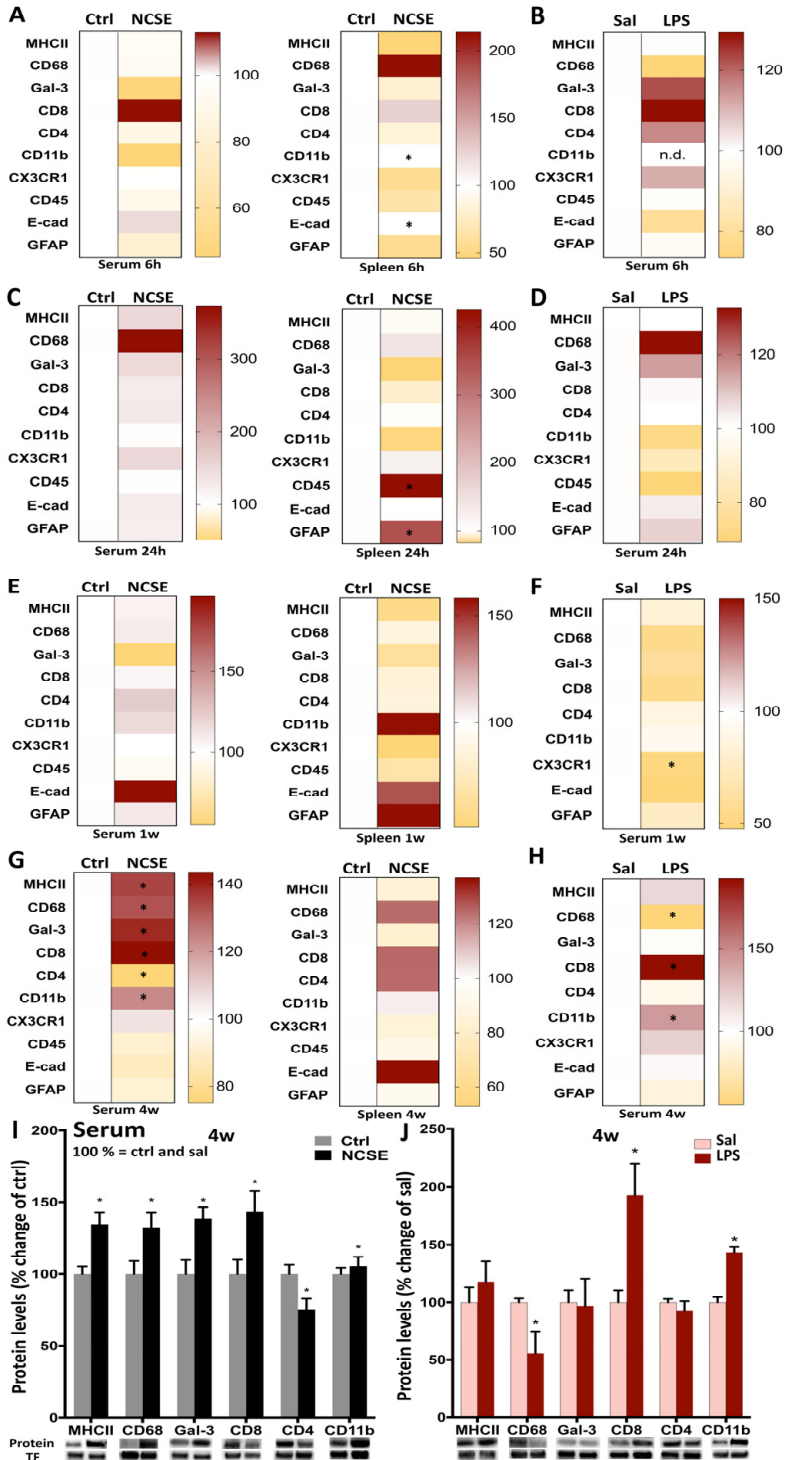 A Ctrl NCSE
MHCII
CD68
Gal-3
CD8
CD4
CD11b
CX3CR1
CD45
E-cad
GFAP
Serum 6h
100
80
60
NCSE
MHCII
CD68
Gal-3
CD8
CD4
CD11b *
CX3CR1
CD45
E-cad *
GFAP
Spleen 6h
200
150
100
50
B Sal LPS
MHCII
CD68
Gal-3
CD8
CD4
CD11b n.d.
CX3CR1
CD45
E-cad
GFAP
Serum 6h
120
100
80
C Ctrl NCSE
MHCII
CD68
Gal-3
CD8
CD4
CD11b
CX3CR1
CD45
E-cad
GFAP
Serum 24h
300
200
100
Ctrl NCSE
MHCII
CD68
Gal-3
CD8
CD4
CD11b
CX3CR1
CD45 *
E-cad
GFAP *
Spleen 24h
400
300
200
100
D Sal LPS
MHCII
CD68
Gal-3
CD8
CD4
CD11b
CX3CR1
CD45
E-cad
GFAP
Serum 24h
120
100
80
E Ctrl NCSE
MHCII
CD68
Gal-3
CD8
CD4
CD11b
CX3CR1
CD45
E-cad
GFAP
Serum 1w
150
100
Ctrl NCSE
MHCII
CD68
Gal-3
CD8
CD4
CD11b
CX3CR1
CD45
E-cad
GFAP
Spleen 1w
150
100
F Sal LPS
MHCII
CD68
Gal-3
CD8
CD4
CD11b
CX3CR1 *
E-cad
GFAP
Serum 1w
150
100
50
G Ctrl NCSE
MHCII *
CD68 *
Gal-3 *
CD8 *
CD4 *
CD11b *
CX3CR1
CD45
E-cad
GFAP
Serum 4w
140
120
100
80
Ctrl NCSE
MHCII
CD68
Gal-3
CD8
CD4
CD11b
CX3CR1
CD45
E-cad
GFAP
Spleen 4w
120
100
80
60
H Sal LPS
MHCII
CD68 *
Gal-3
CD8 *
CD4
CD11b *
CX3CR1
CD45
E-cad
GFAP
Serum 4w
150
100
I Serum 4w
100 % = ctrl and sal
Ctrl
NCSE
Protein levels (% change of ctrl)
200
150
100
50
0
* * * * * *
MHCII CD68 Gal-3 CD8 CD4 CD11b
Protein
TF
J 4w
Sal
LPS
Protein levels (% change of sal)
250
200
150
100
50
0
* * *
MHCII CD68 Gal-3 CD8 CD4 CD11b